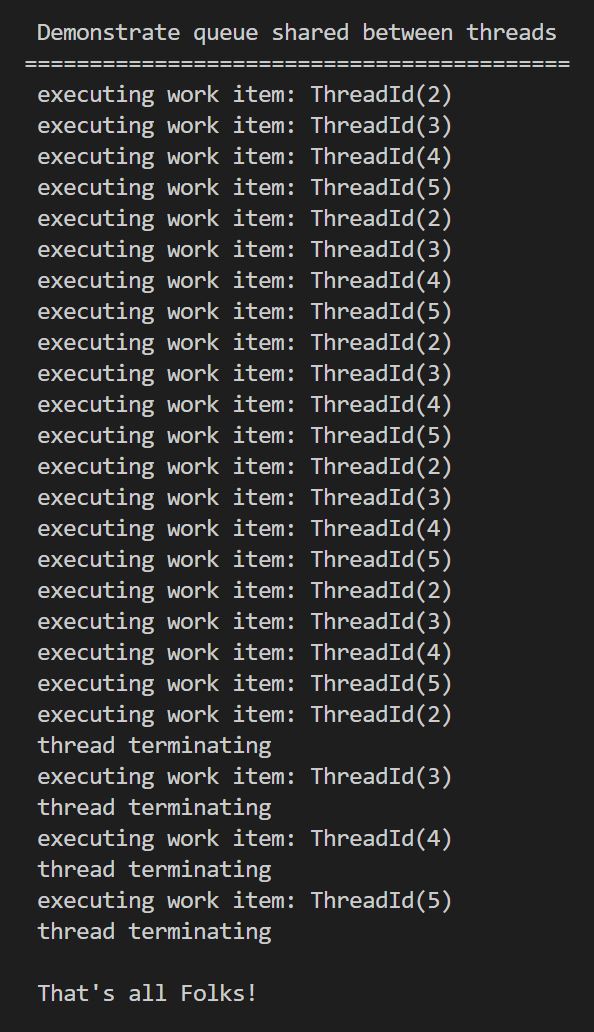 Demonstrate queue shared between threads
==========================================
executing work item: ThreadId(2)
executing work item: ThreadId(3)
executing work item: ThreadId(4)
executing work item: ThreadId(5)
executing work item: ThreadId(2)
executing work item: ThreadId(3)
executing work item: ThreadId(4)
executing work item: ThreadId(5)
executing work item: ThreadId(2)
executing work item: ThreadId(3)
executing work item: ThreadId(4)
executing work item: ThreadId(5)
executing work item: ThreadId(2)
executing work item: ThreadId(3)
executing work item: ThreadId(4)
executing work item: ThreadId(5)
executing work item: ThreadId(2)
executing work item: ThreadId(3)
executing work item: ThreadId(4)
executing work item: ThreadId(5)
executing work item: ThreadId(2)
thread terminating
executing work item: ThreadId(3)
thread terminating
executing work item: ThreadId(4)
thread terminating
executing work item: ThreadId(5)
thread terminating
That's all Folks!